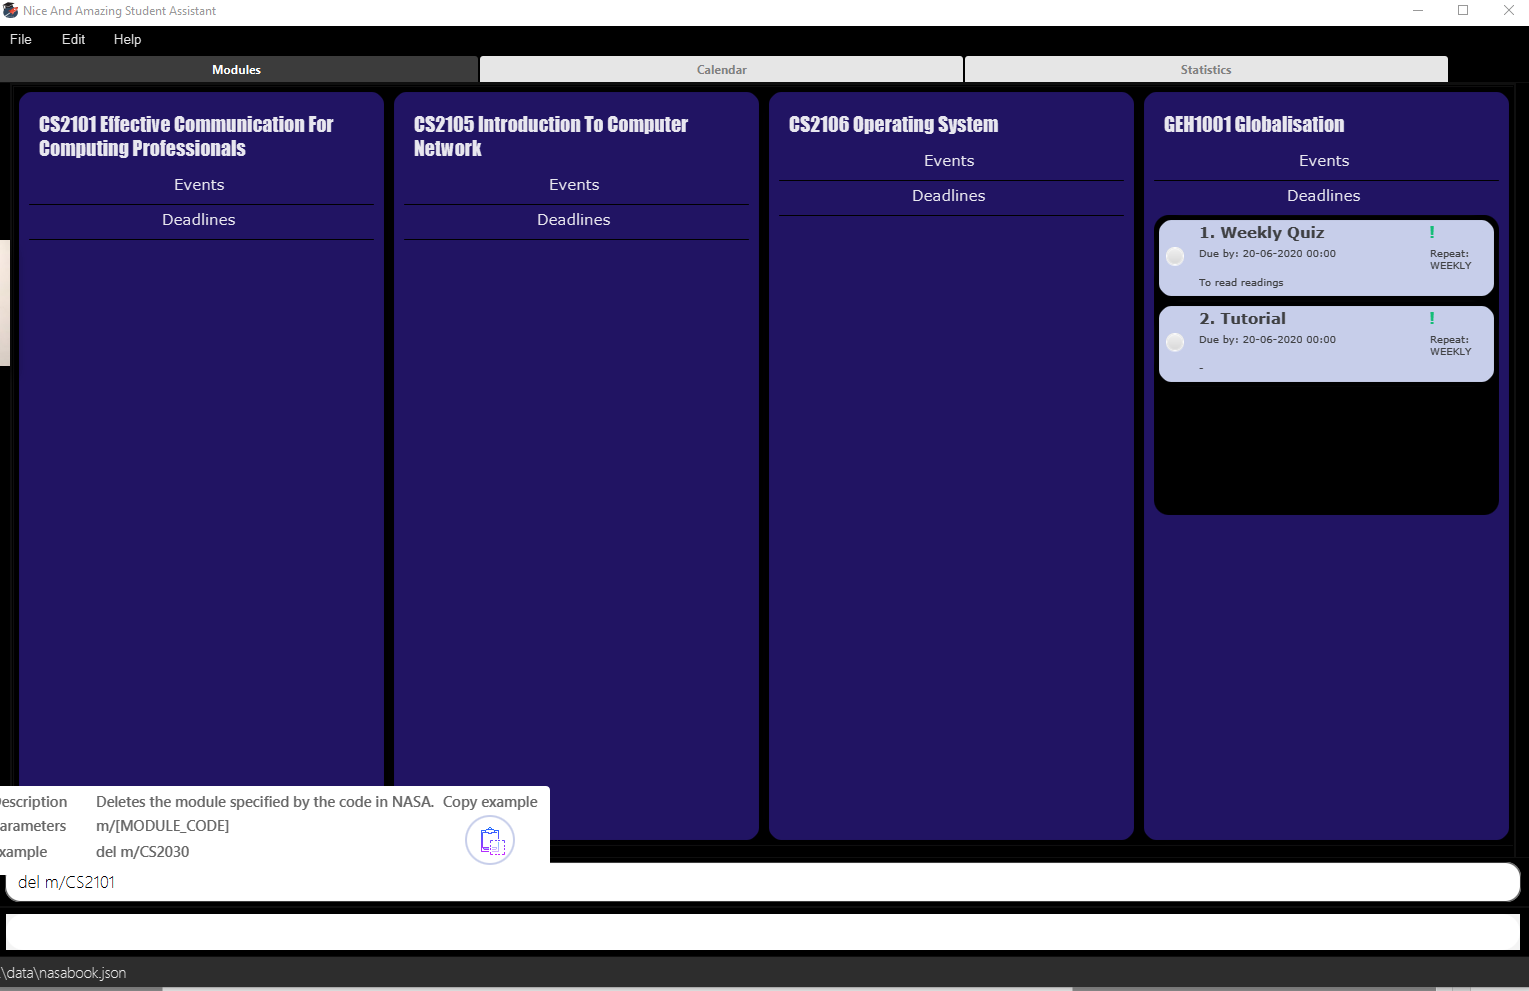 Nice And Amazing Student Assistant
File Edit Help
Modules Calendar Statistics
CS2101 Effective Communication For
Computing Professionals
Events
Deadlines
CS2105 Introduction To Computer
Network
Events
Deadlines
CS2106 Operating System
Events
Deadlines
GEH1001 Globalisation
Events
Deadlines
1. Weekly Quiz !
Due by: 20-06-2020 00:00
Repeat:
WEEKLY
To read readings
2. Tutorial !
Due by: 20-06-2020 00:00
Repeat:
WEEKLY
-
escription Deletes the module specified by the code in NASA. Copy example
arameters m/[MODULE_CODE]
xample del m/CS2030
del m/CS2101
\data\nasabook.json